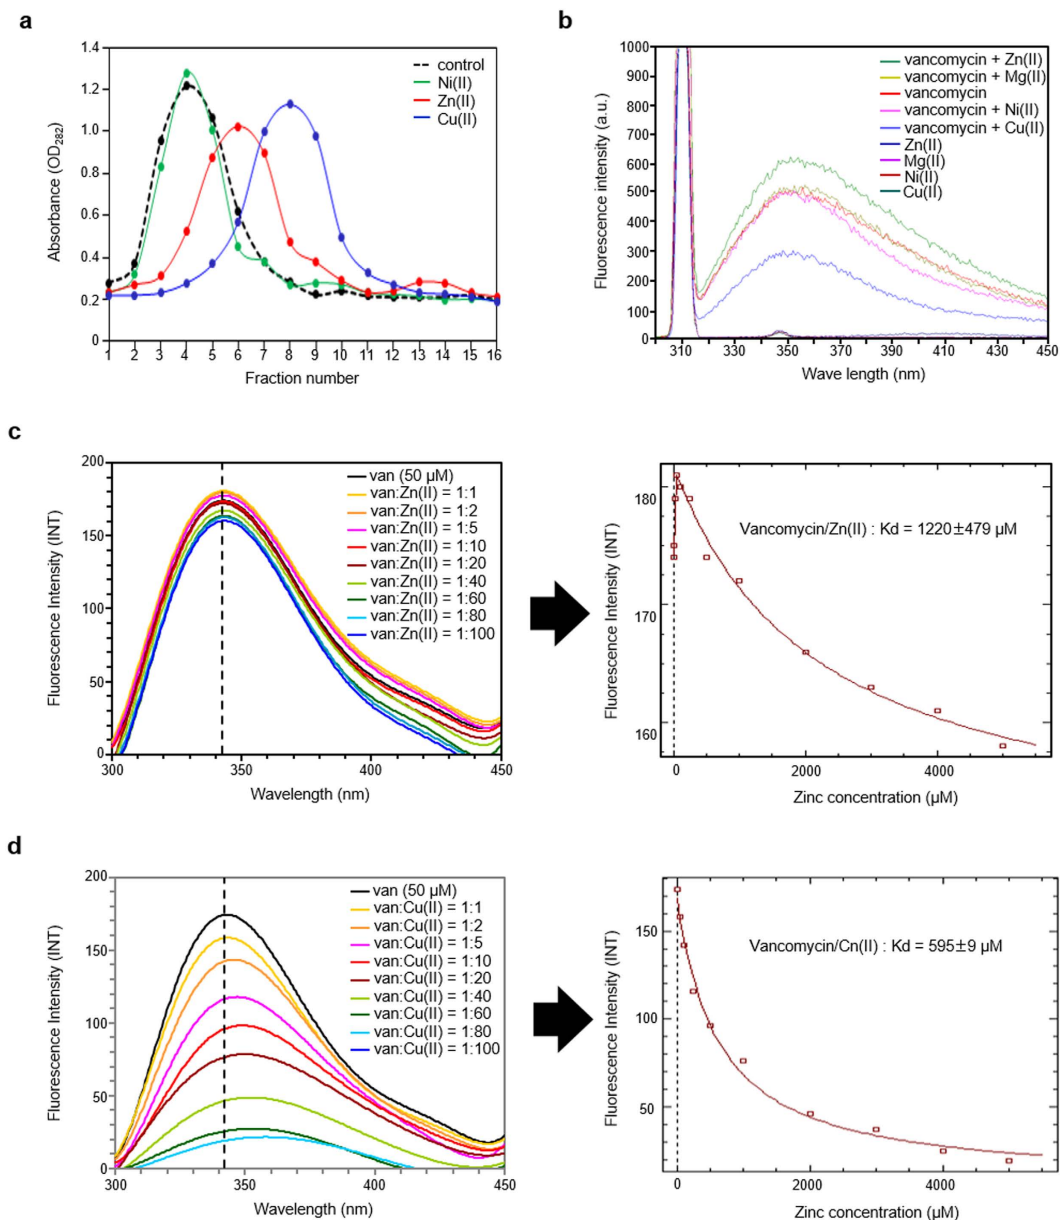 a
1.4
1.2
1.0
0.8
0.6
0.4
0.2
0
Absorbance (OD282)
control
Ni(II)
Zn(II)
Cu(II)
1 2 3 4 5 6 7 8 9 10 11 12 13 14 15 16
Fraction number
b
1000
900
800
700
600
500
400
300
200
100
0
Fluorescence intensity (a.u.)
vancomycin + Zn(II)
vancomycin + Mg(II)
vancomycin
vancomycin + Ni(II)
vancomycin + Cu(II)
Zn(II)
Mg(II)
Ni(II)
Cu(II)
310 330 350 370 390 410 430 450
Wave length (nm)
c
200
150
100
50
0
Fluorescence Intensity (INT)
van (50 µM)
van:Zn(II) = 1:1
van:Zn(II) = 1:2
van:Zn(II) = 1:5
van:Zn(II) = 1:10
van:Zn(II) = 1:20
van:Zn(II) = 1:40
van:Zn(II) = 1:60
van:Zn(II) = 1:80
van:Zn(II) = 1:100
300 350 400 450
Wavelength (nm)
180
170
160
Fluorescence Intensity (INT)
Vancomycin/Zn(II) : Kd = 1220±479 µM
0 2000 4000
Zinc concentration (µM)
d
200
150
100
50
0
Fluorescence Intensity (INT)
van (50 µM)
van:Cu(II) = 1:1
van:Cu(II) = 1:2
van:Cu(II) = 1:5
van:Cu(II) = 1:10
van:Cu(II) = 1:20
van:Cu(II) = 1:40
van:Cu(II) = 1:60
van:Cu(II) = 1:80
van:Cu(II) = 1:100
300 350 400 450
Wavelength (nm)
150
100
50
Fluorescence Intensity (INT)
Vancomycin/Cn(II) : Kd = 595±9 µM
0 2000 4000
Zinc concentration (µM)